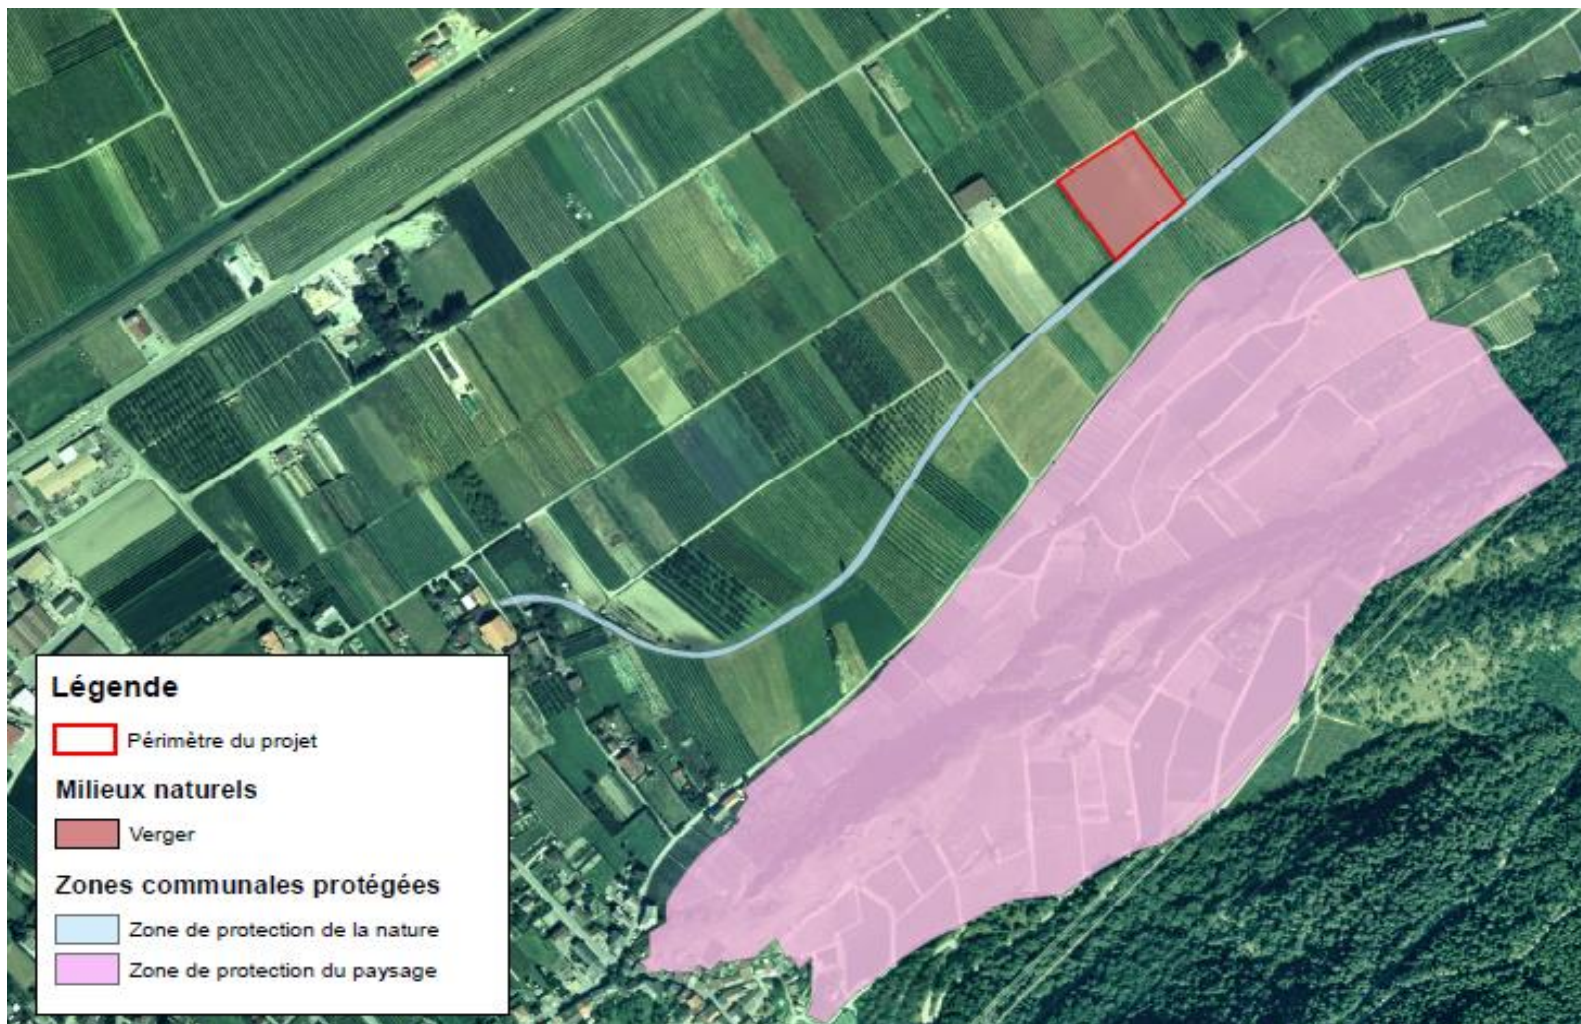 Légende
Périmètre du projet
Milieux naturels
Verger
Zones communales protégées
Zone de protection de la nature
Zone de protection du paysage